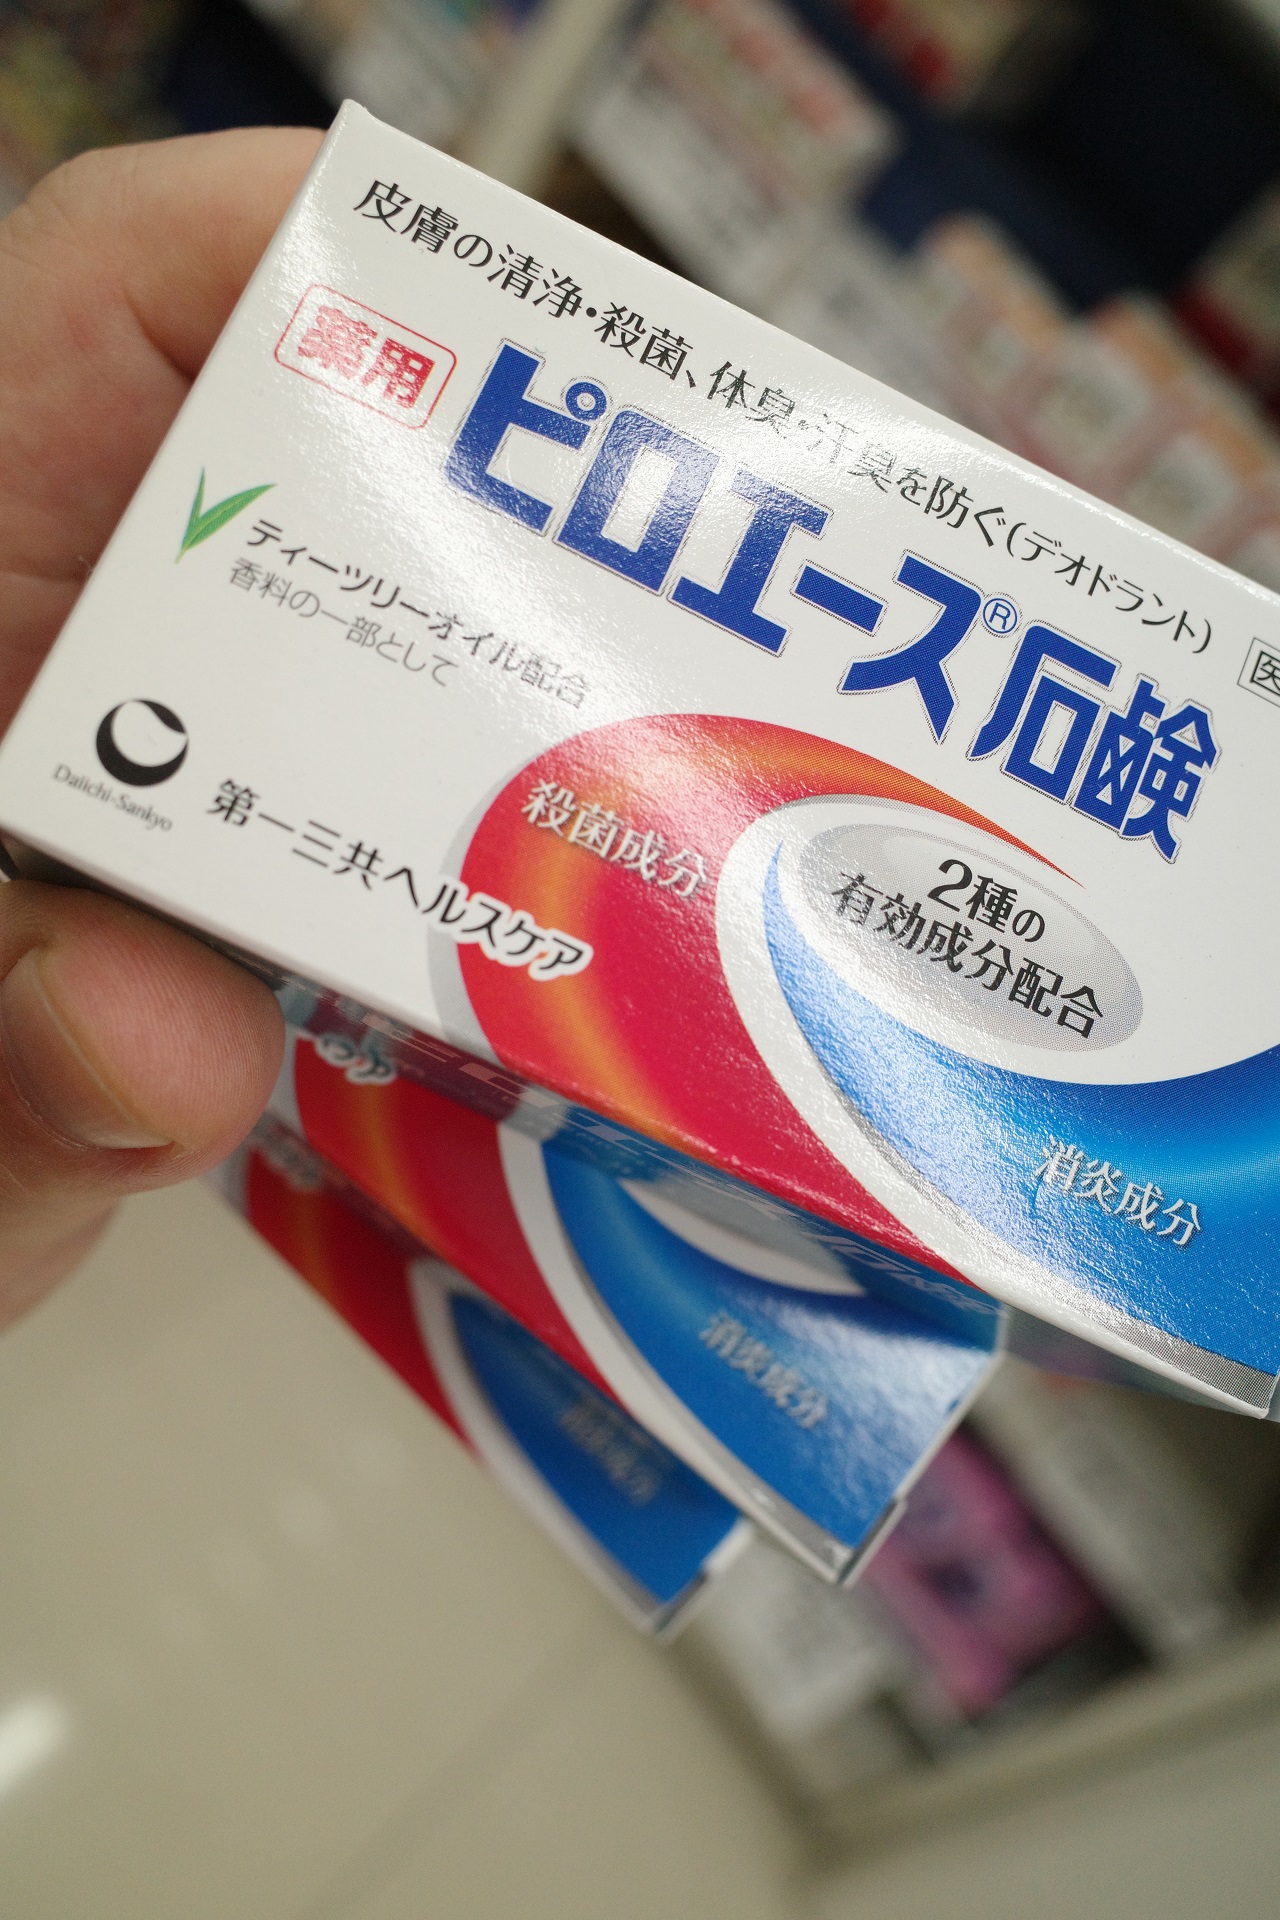 皮膚の清浄・殺菌、体臭・汗臭を防ぐ(デオドラント)
医
薬用
ピロエース®石鹸
ティーツリーオイル配合
香料の一部として
Daiichi-Sankyo
第一三共ヘルスケア
殺菌成分
2種の
有効成分配合
消炎成分
ケア
消炎成分